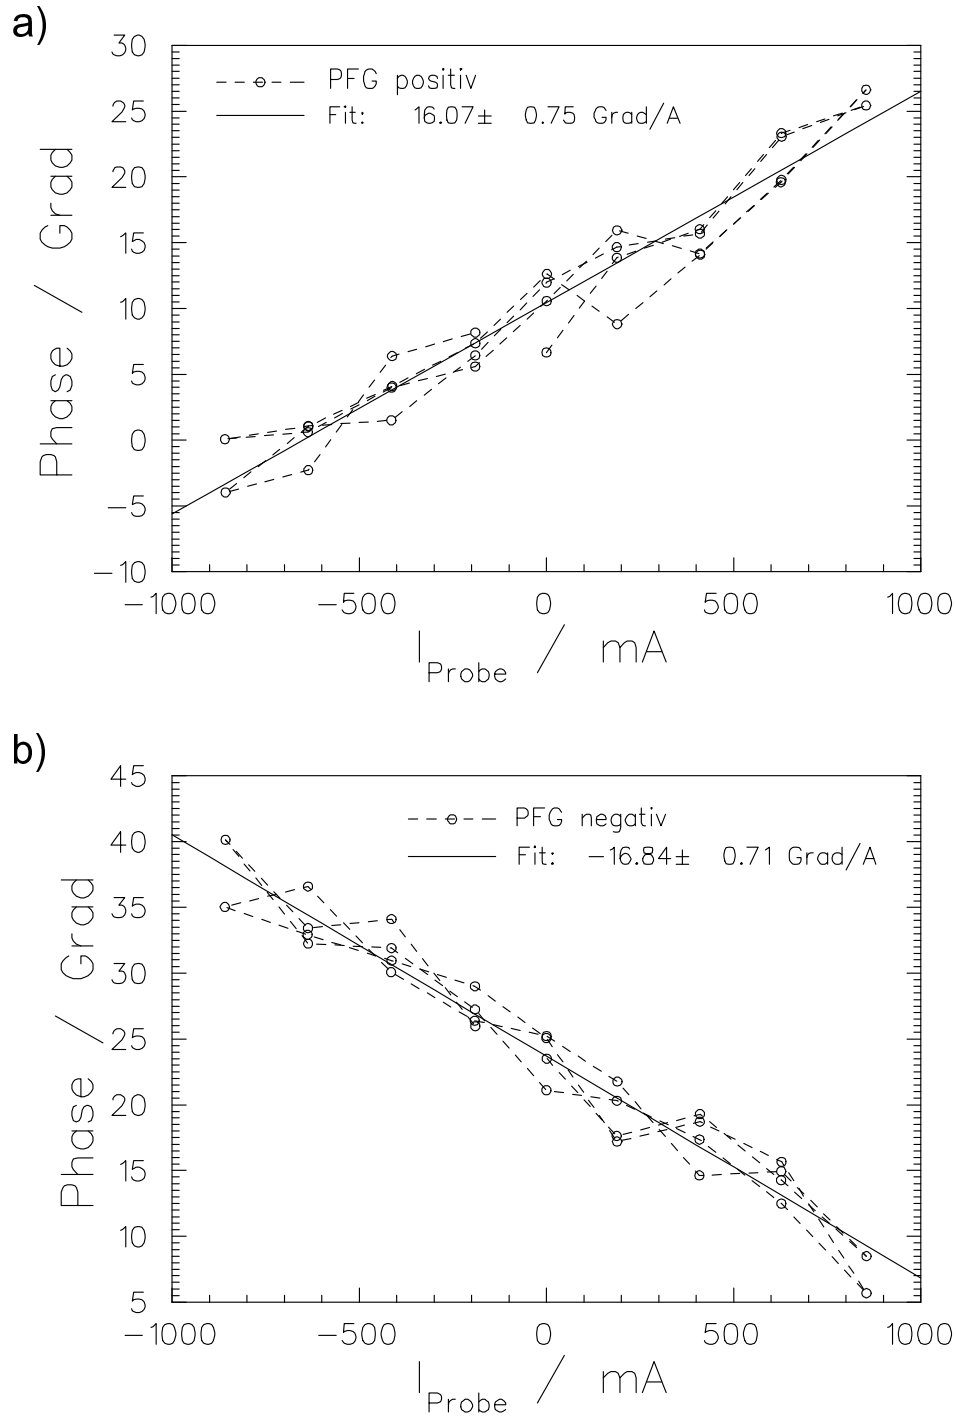 a)
30
25
20
15
10
5
0
−5
−10
Phase / Grad
PFG positiv
Fit: 16.07± 0.75 Grad/A
−1000 −500 0 500 1000
I Probe / mA
b)
45
40
35
30
25
20
15
10
5
Phase / Grad
PFG negativ
Fit: −16.84± 0.71 Grad/A
−1000 −500 0 500 1000
I Probe / mA